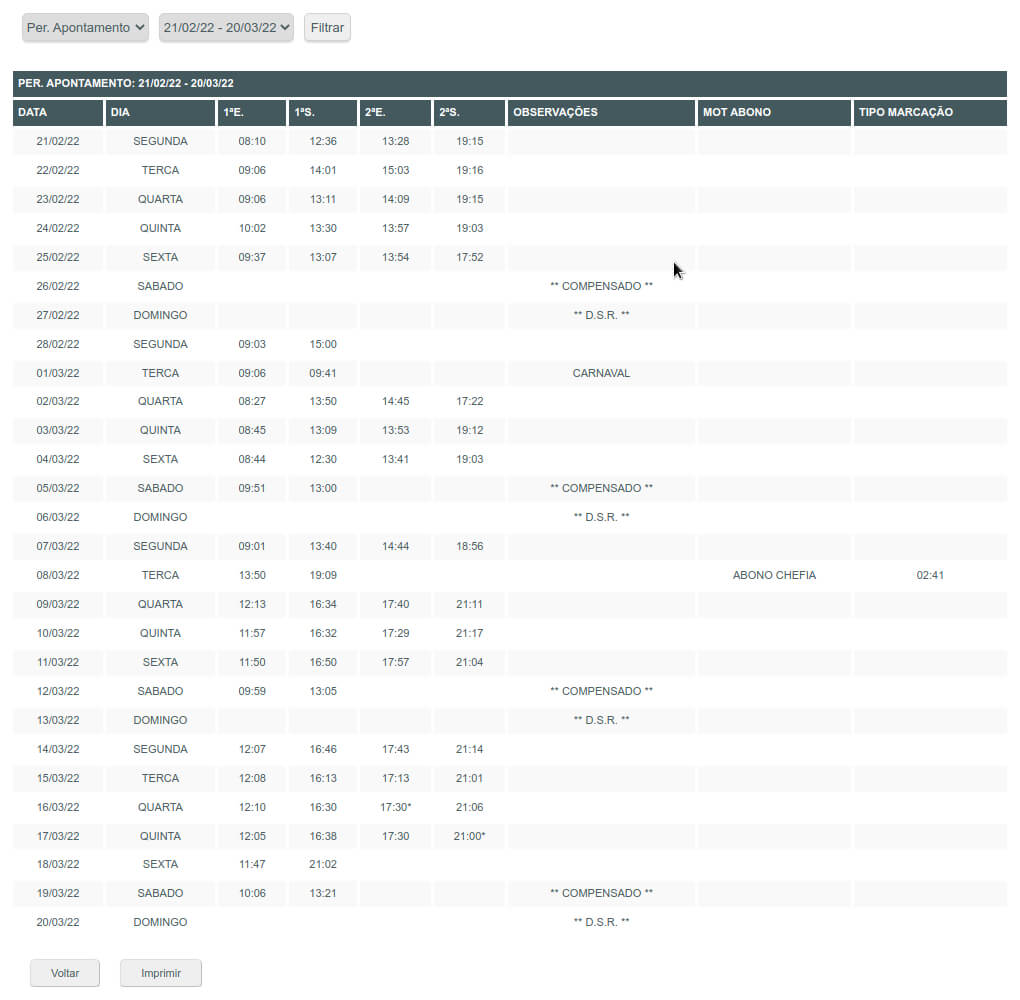 Per. Apontamento 21/02/22 - 20/03/22 Filtrar
PER. APONTAMENTO: 21/02/22 - 20/03/22
DATA DIA 1ªE. 1ªS. 2ªE. 2ªS. OBSERVAÇÕES MOT ABONO TIPO MARCAÇÃO
21/02/22 SEGUNDA 08:10 12:36 13:28 19:15
22/02/22 TERCA 09:06 14:01 15:03 19:16
23/02/22 QUARTA 09:06 13:11 14:09 19:15
24/02/22 QUINTA 10:02 13:30 13:57 19:03
25/02/22 SEXTA 09:37 13:07 13:54 17:52
26/02/22 SABADO ** COMPENSADO **
27/02/22 DOMINGO ** D.S.R. **
28/02/22 SEGUNDA 09:03 15:00
01/03/22 TERCA 09:06 09:41 CARNAVAL
02/03/22 QUARTA 08:27 13:50 14:45 17:22
03/03/22 QUINTA 08:45 13:09 13:53 19:12
04/03/22 SEXTA 08:44 12:30 13:41 19:03
05/03/22 SABADO 09:51 13:00 ** COMPENSADO **
06/03/22 DOMINGO ** D.S.R. **
07/03/22 SEGUNDA 09:01 13:40 14:44 18:56
08/03/22 TERCA 13:50 19:09 ABONO CHEFIA 02:41
09/03/22 QUARTA 12:13 16:34 17:40 21:11
10/03/22 QUINTA 11:57 16:32 17:29 21:17
11/03/22 SEXTA 11:50 16:50 17:57 21:04
12/03/22 SABADO 09:59 13:05 ** COMPENSADO **
13/03/22 DOMINGO ** D.S.R. **
14/03/22 SEGUNDA 12:07 16:46 17:43 21:14
15/03/22 TERCA 12:08 16:13 17:13 21:01
16/03/22 QUARTA 12:10 16:30 17:30* 21:06
17/03/22 QUINTA 12:05 16:38 17:30 21:00*
18/03/22 SEXTA 11:47 21:02
19/03/22 SABADO 10:06 13:21 ** COMPENSADO **
20/03/22 DOMINGO ** D.S.R. **
Voltar Imprimir